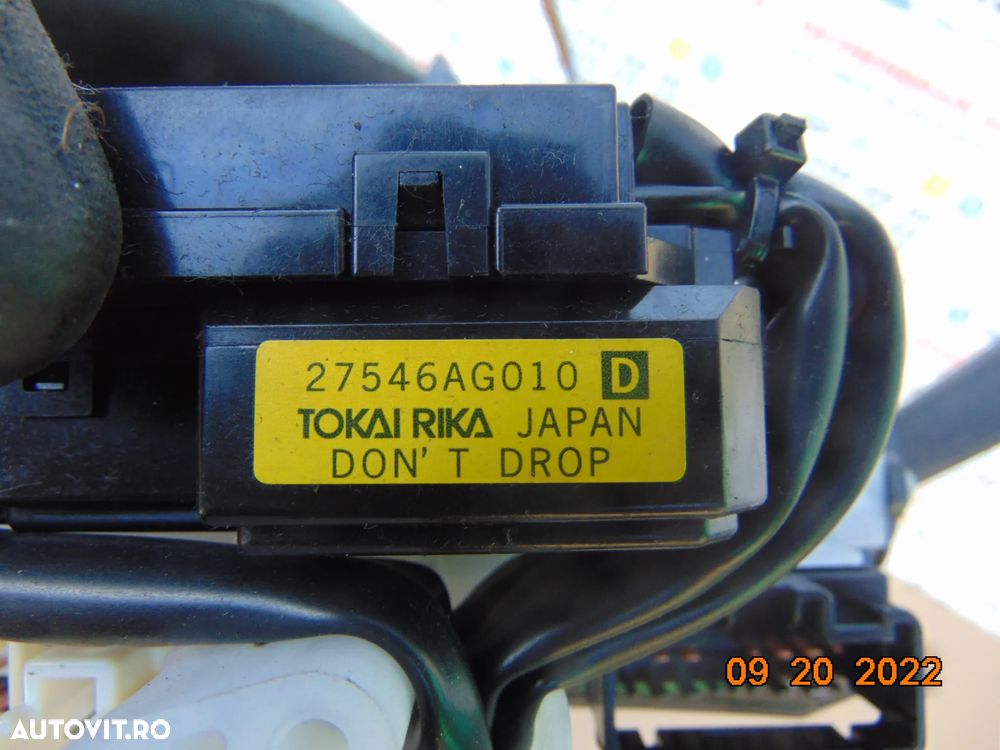 27546AG010 D
TOKAI RIKA JAPAN
DON'T DROP
09 20 2022
AUTOVIT.RO